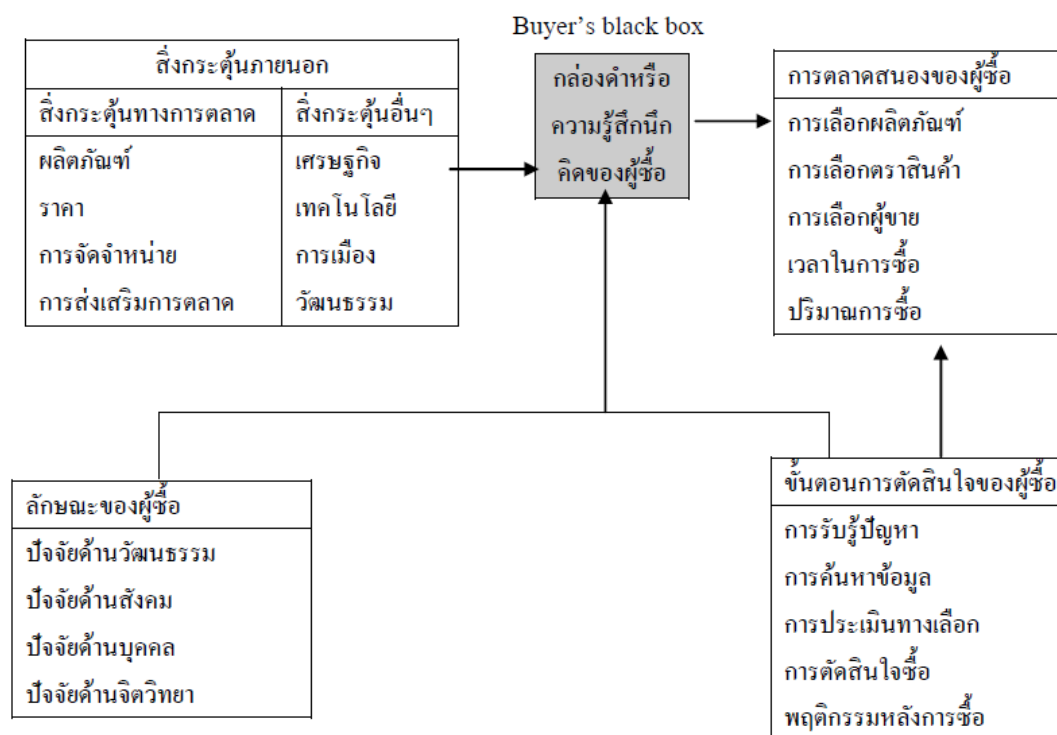 Buyer's black box
สิ่งกระตุ้นภายนอก
สิ่งกระตุ้นทางการตลาด
สิ่งกระตุ้นอื่นๆ
ผลิตภัณฑ์
เศรษฐกิจ
ราคา
เทคโนโลยี
การจัดจำหน่าย
การเมือง
การส่งเสริมการตลาด
วัฒนธรรม
กล่องดำหรือ
ความรู้สึกนึก
คิดของผู้ซื้อ
การตลาดสนองของผู้ซื้อ
การเลือกผลิตภัณฑ์
การเลือกตราสินค้า
การเลือกผู้ขาย
เวลาในการซื้อ
ปริมาณการซื้อ
ลักษณะของผู้ซื้อ
ปัจจัยด้านวัฒนธรรม
ปัจจัยด้านสังคม
ปัจจัยด้านบุคคล
ปัจจัยด้านจิตวิทยา
ขั้นตอนการตัดสินใจของผู้ซื้อ
การรับรู้ปัญหา
การค้นหาข้อมูล
การประเมินทางเลือก
การตัดสินใจซื้อ
พฤติกรรมหลังการซื้อ